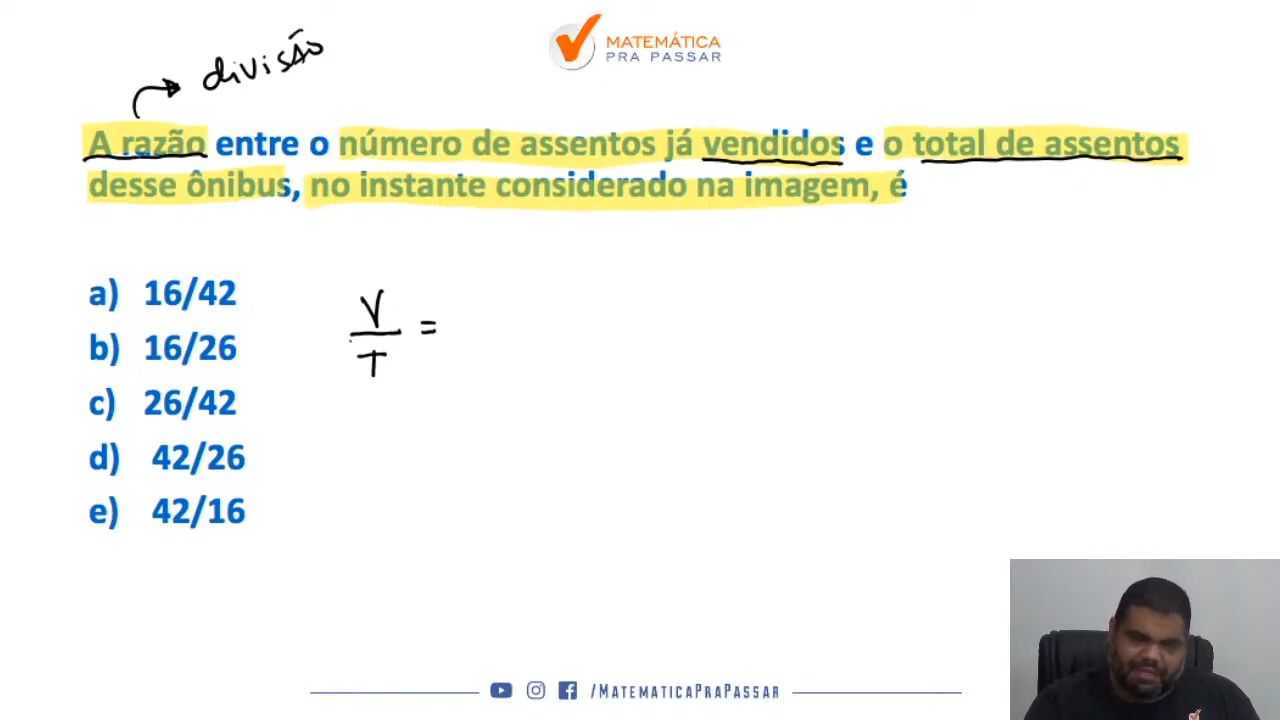 MATEMÁTICA
PRA PASSAR
divisão
A razão entre o número de assentos já vendidos e o total de assentos
desse ônibus, no instante considerado na imagem, é
a) 16/42
b) 16/26
c) 26/42
d) 42/26
e) 42/16
V
T
=
/MATEMATICAPRAPASSAR